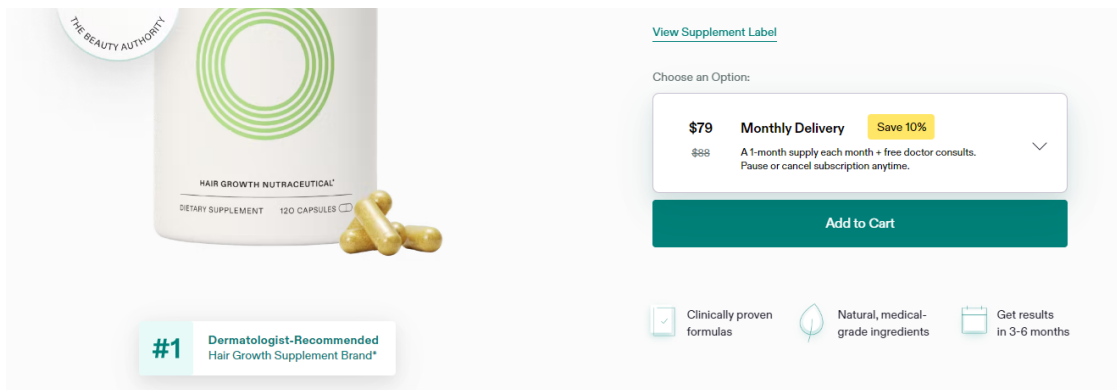 THE BEAUTY AUTHORITY
HAIR GROWTH NUTRACEUTICAL*
DIETARY SUPPLEMENT 120 CAPSULES
#1
Dermatologist-Recommended
Hair Growth Supplement Brand*
View Supplement Label
Choose an Option:
$79 Monthly Delivery Save 10%
$88 A 1-month supply each month + free doctor consults.
Pause or cancel subscription anytime.
Add to Cart
Clinically proven
formulas
Natural, medical-
grade ingredients
Get results
in 3-6 months